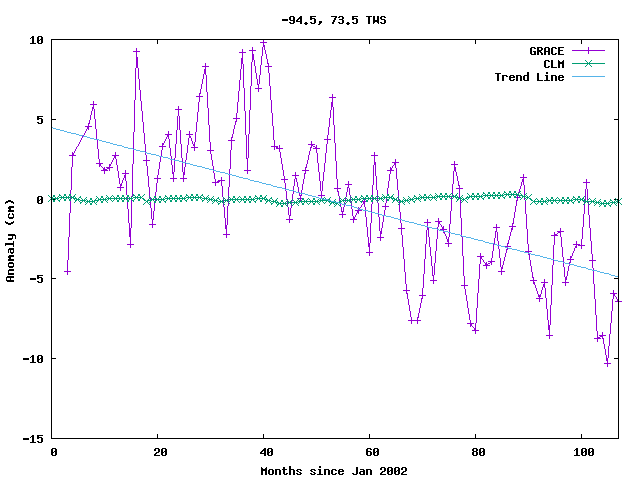 -94.5, 73.5 TWS
GRACE
CLM
Trend Line
10
5
0
-5
-10
-15
Anomaly (cm)
0 20 40 60 80 100
Months since Jan 2002